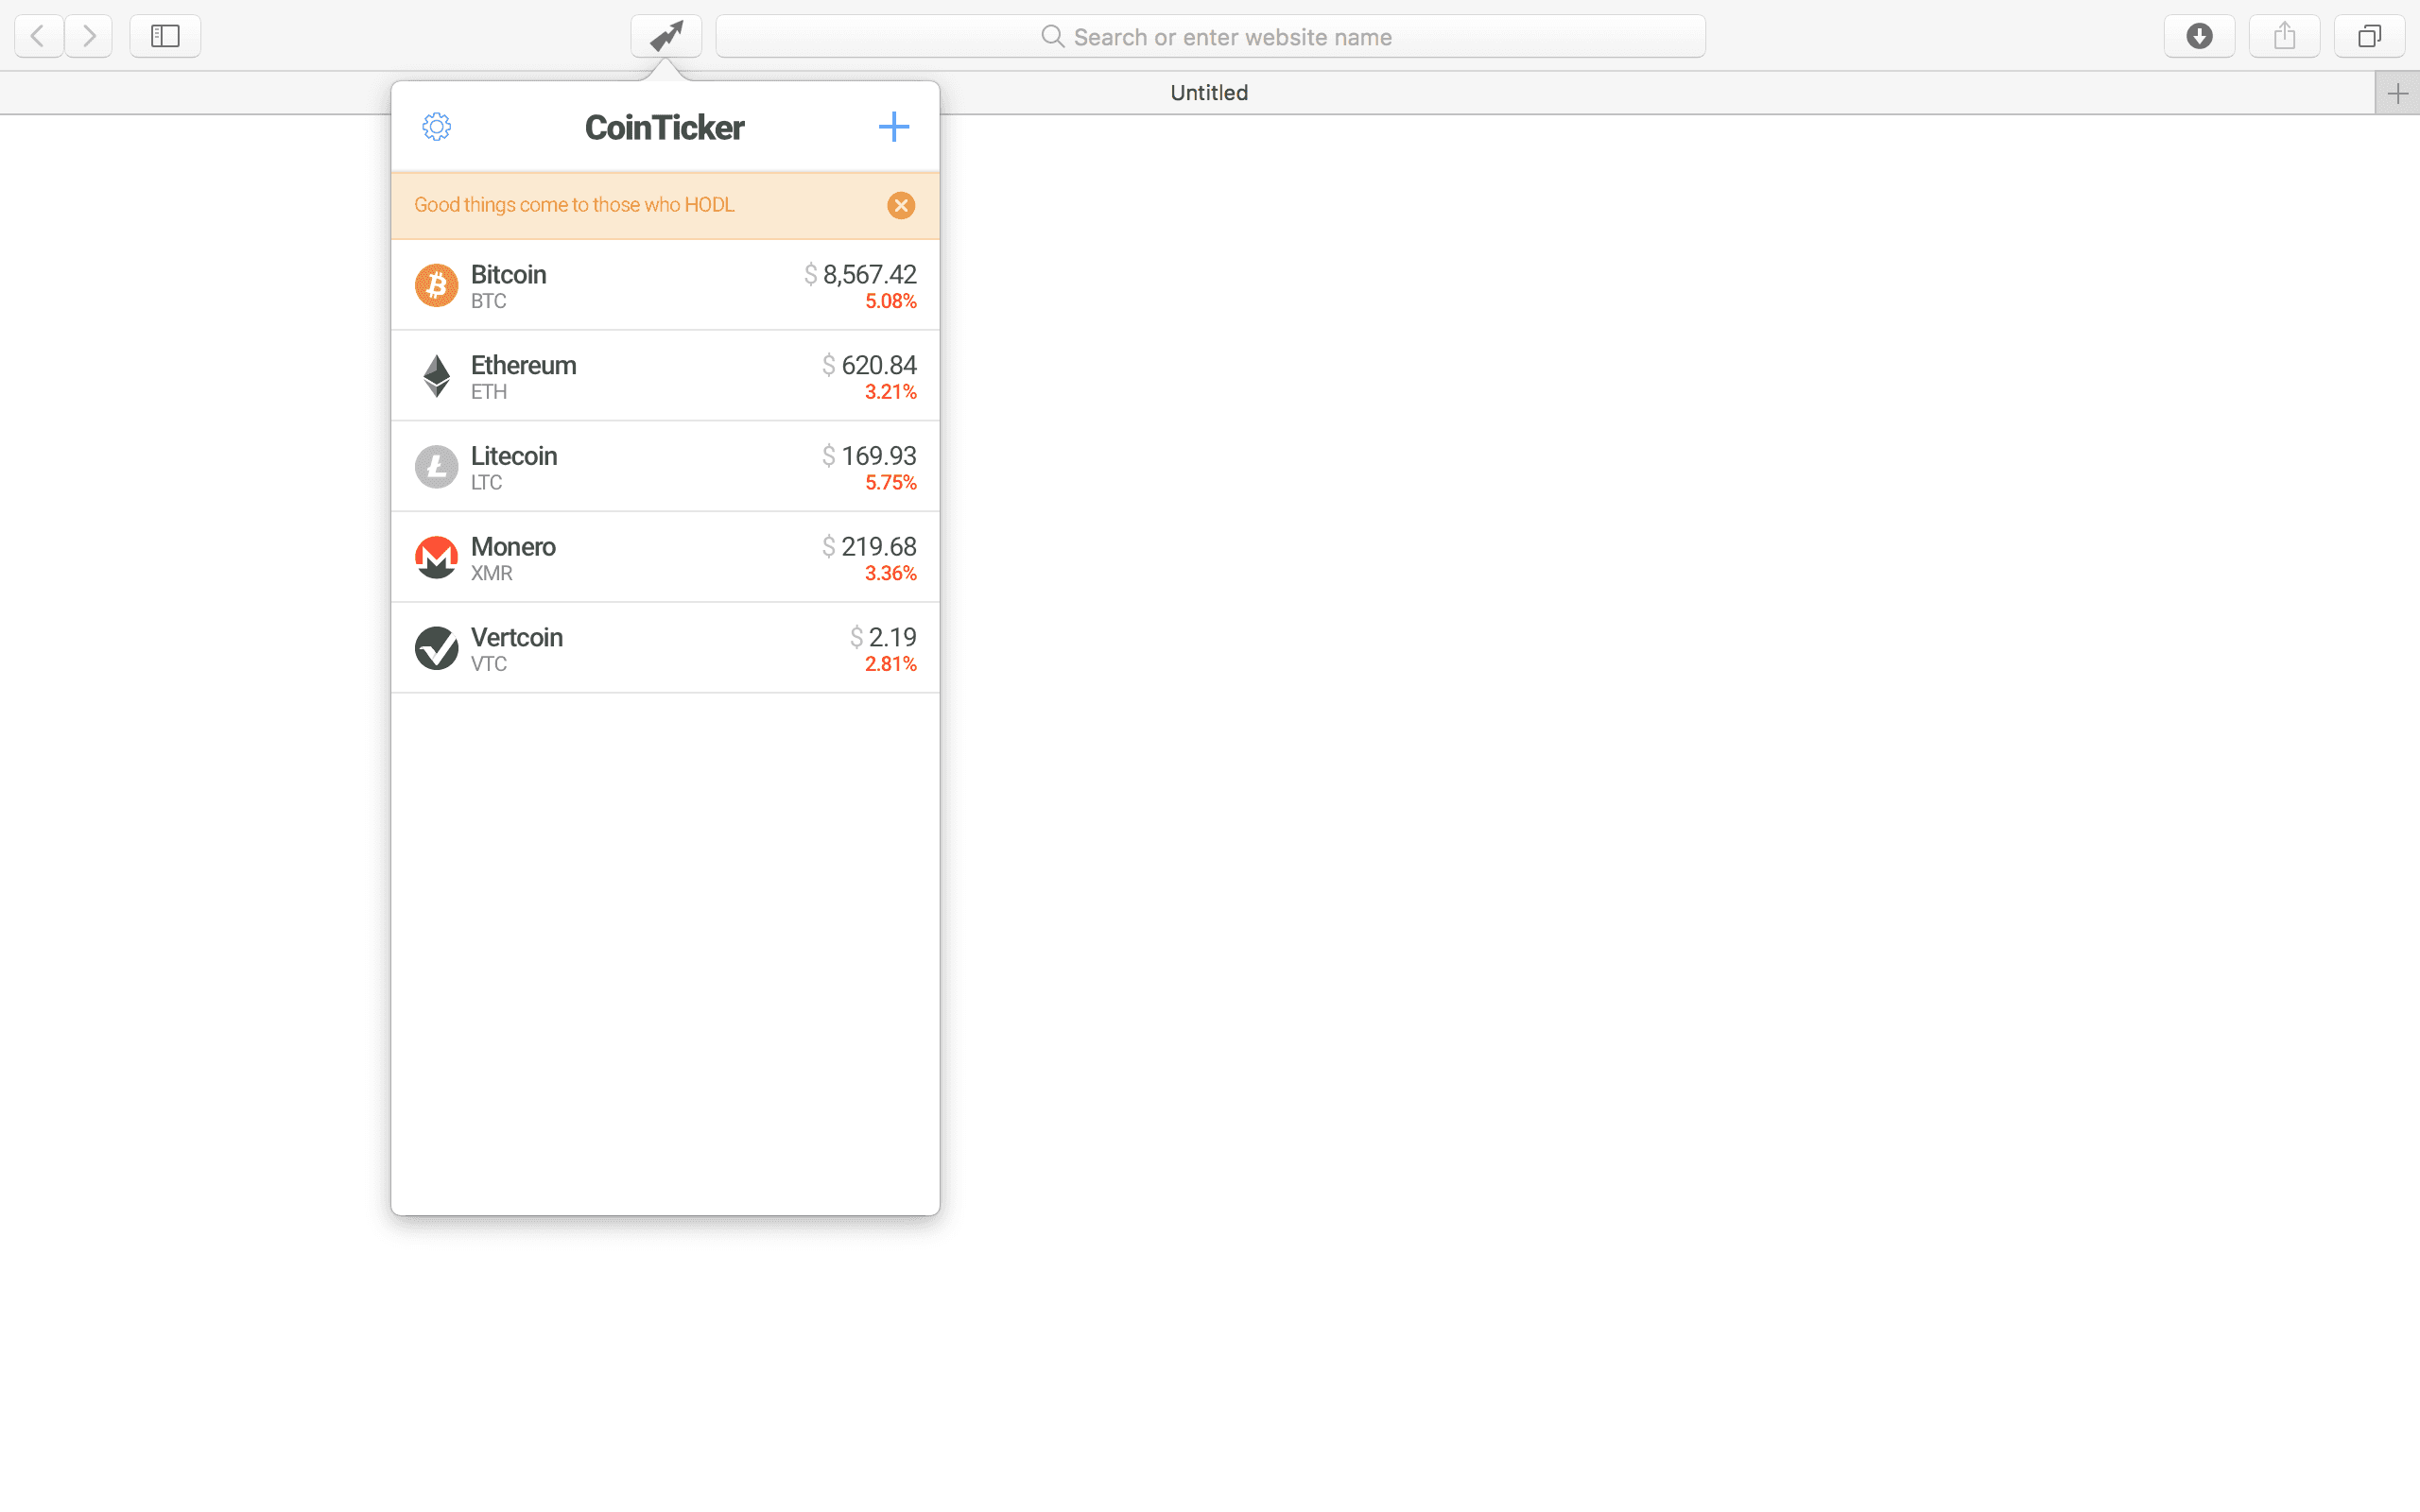 Search or enter website name
Untitled
CoinTicker
Good things come to those who HODL
Bitcoin
$ 8,567.42
BTC
5.08%
Ethereum
$ 620.84
ETH
3.21%
Litecoin
$ 169.93
LTC
5.75%
Monero
$ 219.68
XMR
3.36%
Vertcoin
$ 2.19
VTC
2.81%